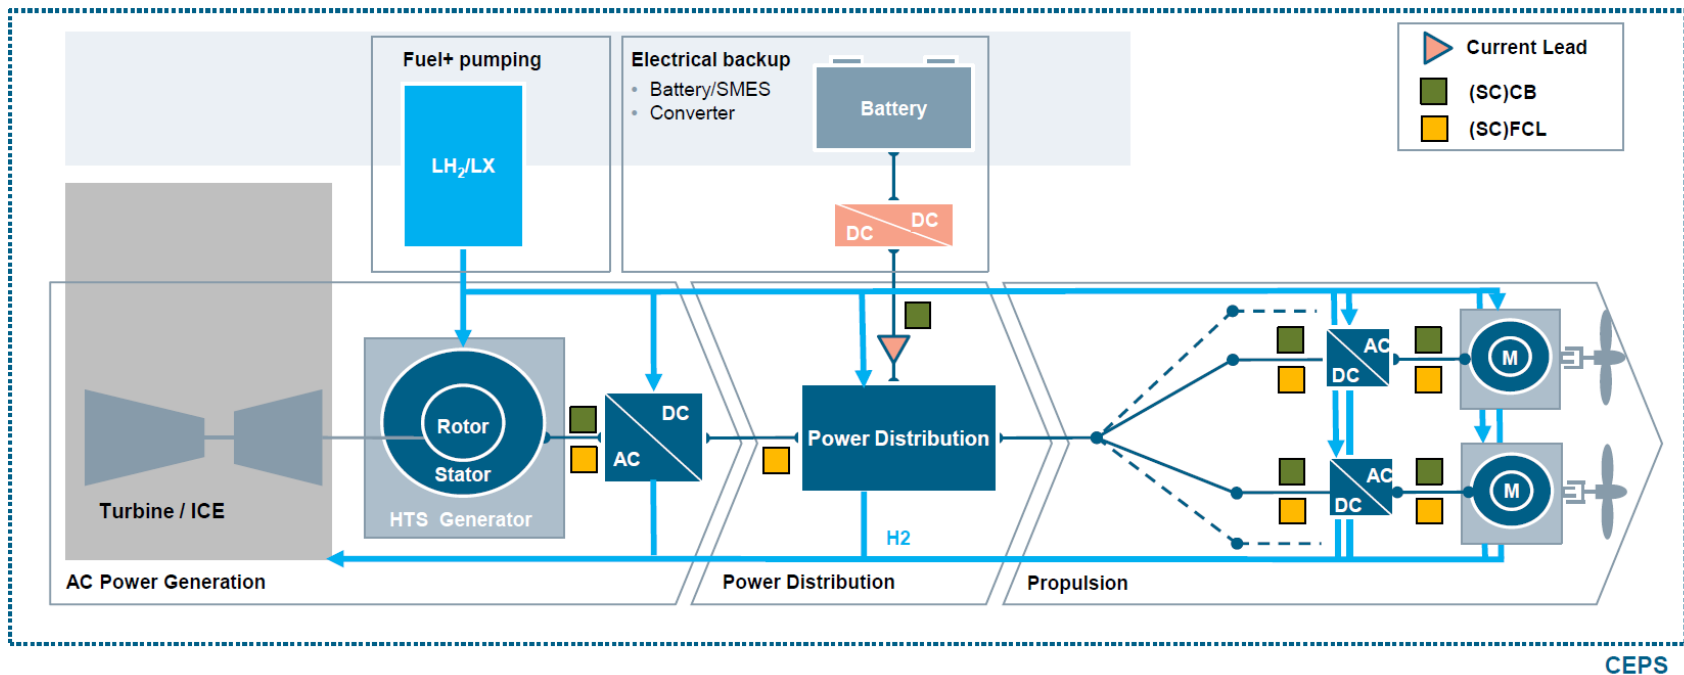 Fuel+ pumping
LH2/LX
Electrical backup
• Battery/SMES
• Converter
Battery
DC
DC
Current Lead
(SC)CB
(SC)FCL
Turbine / ICE
Rotor
Stator
HTS Generator
DC
AC
Power Distribution
H2
AC
DC
M
AC
DC
M
AC Power Generation
Power Distribution
Propulsion
CEPS